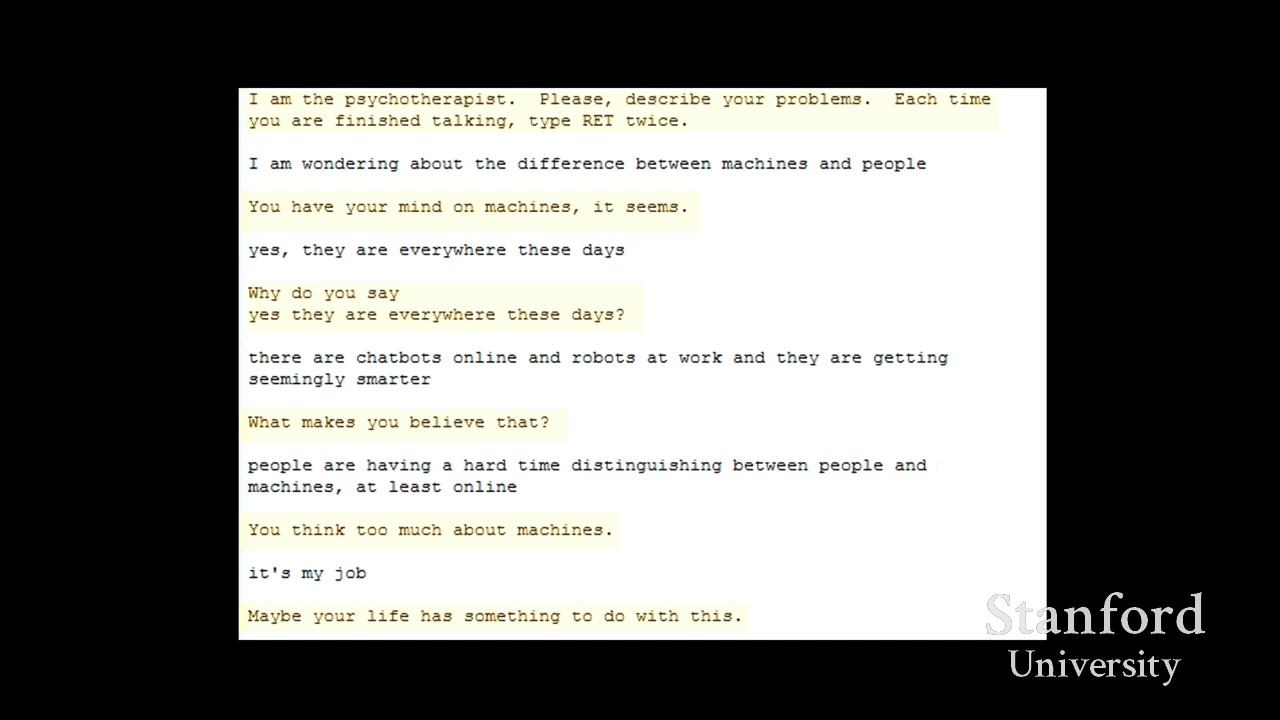 I am the psychotherapist.  Please, describe your problems.  Each time
you are finished talking, type RET twice.
I am wondering about the difference between machines and people
You have your mind on machines, it seems.
yes, they are everywhere these days
Why do you say
yes they are everywhere these days?
there are chatbots online and robots at work and they are getting
seemingly smarter
What makes you believe that?
people are having a hard time distinguishing between people and
machines, at least online
You think too much about machines.
it's my job
Maybe your life has something to do with this.
Stanford
University